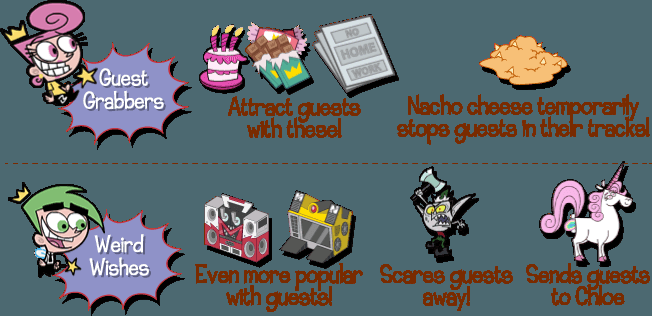 Guest
Grabbers
NO
HOME
WORK
Attract guests
with these!
Nacho cheese temporarily
stops guests in their tracks!
Weird
Wishes
Even more popular
with guests!
Scares guests
away!
Sends guests
to Chloe